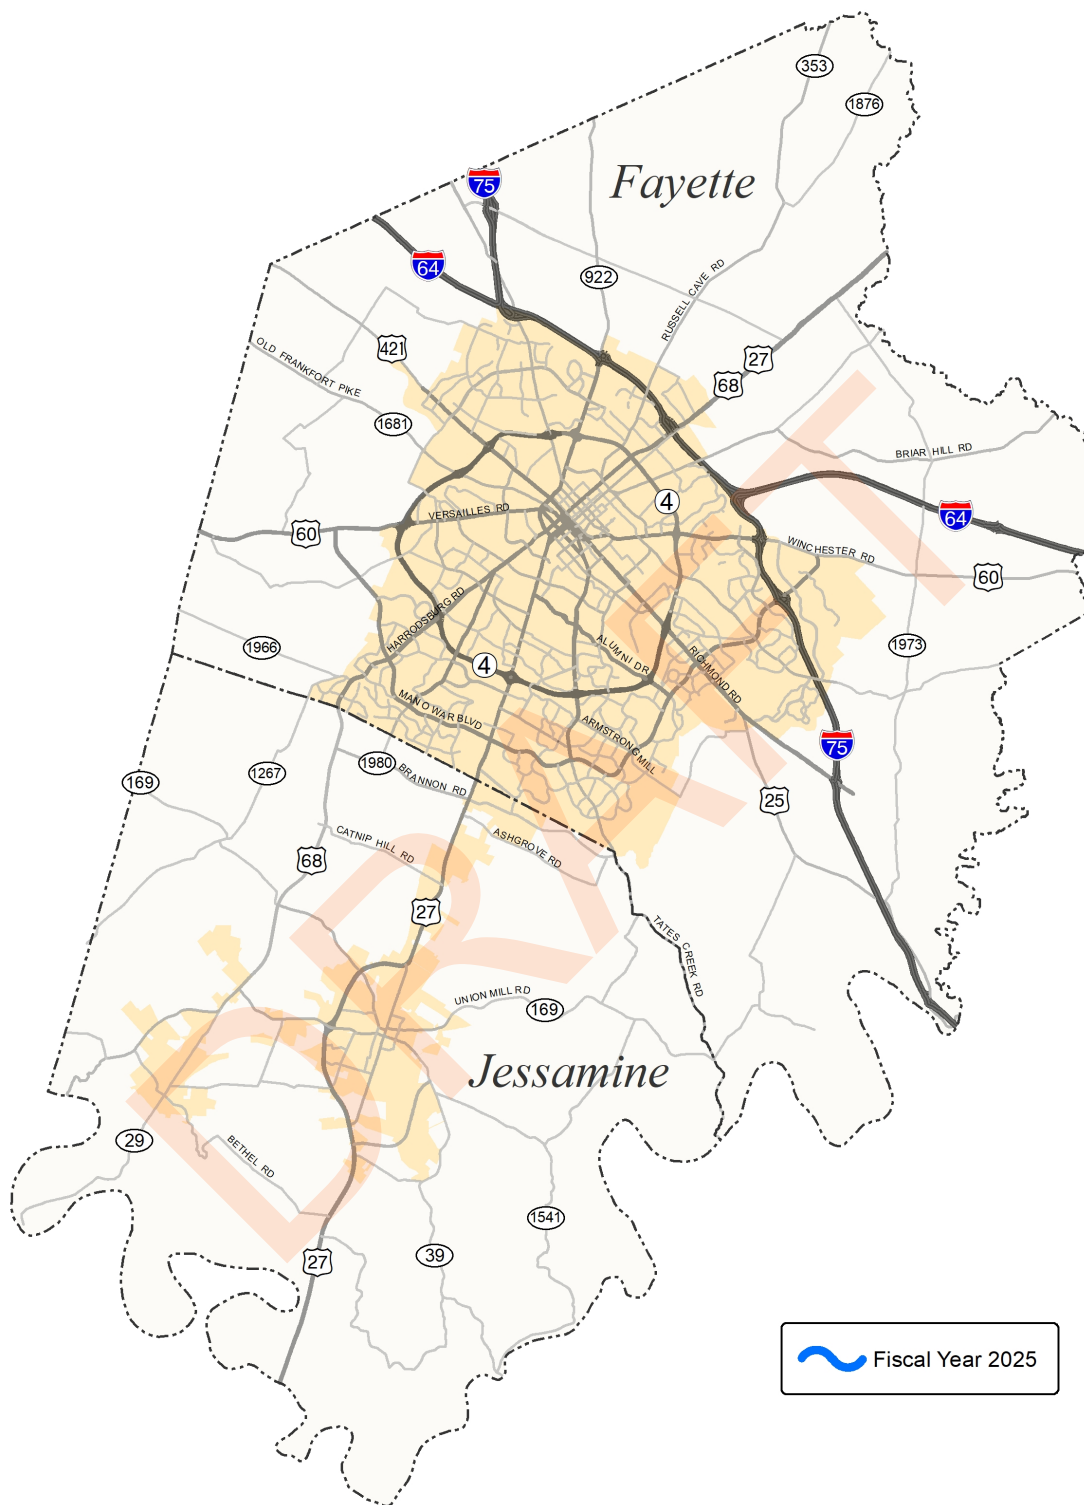 353
1876
Fayette
75
64
922
RUSSELL CAVE RD
421
27
OLD FRANKFORT PIKE
68
1681
BRIAR HILL RD
4
VERSAILLES RD
64
60
WINCHESTER RD
60
HARRODSBURG RD
ALUMNI DR
1966
4
RICHMOND RD
1973
MAN O WAR BLVD
ARMSTRONG MILL
75
1980
1267
169
BRANNON RD
25
CATNIP HILL RD
ASHGROVE RD
68
27
TATES CREEK RD
UNION MILL RD
169
Jessamine
29
BETHEL RD
1541
39
27
DRAFT
Fiscal Year 2025